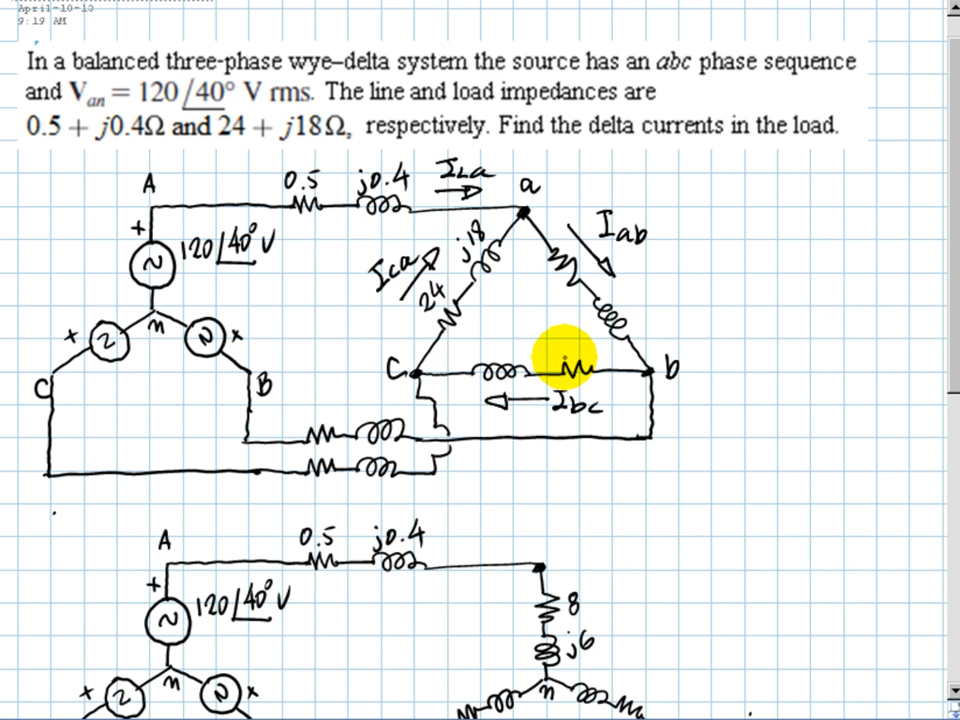 April-10-13
9:19 AM
In a balanced three-phase wye–delta system the source has an abc phase sequence
and Van = 120 /40° V rms. The line and load impedances are
0.5 + j0.4Ω and 24 + j18Ω, respectively. Find the delta currents in the load.
A 0.5 j0.4 ILa a
+ 120/40° V j18 Iab
Ica 24
+ n +
C B C b
Ibc
A 0.5 j0.4
+ 120/40° V 8
j6
+ n + n